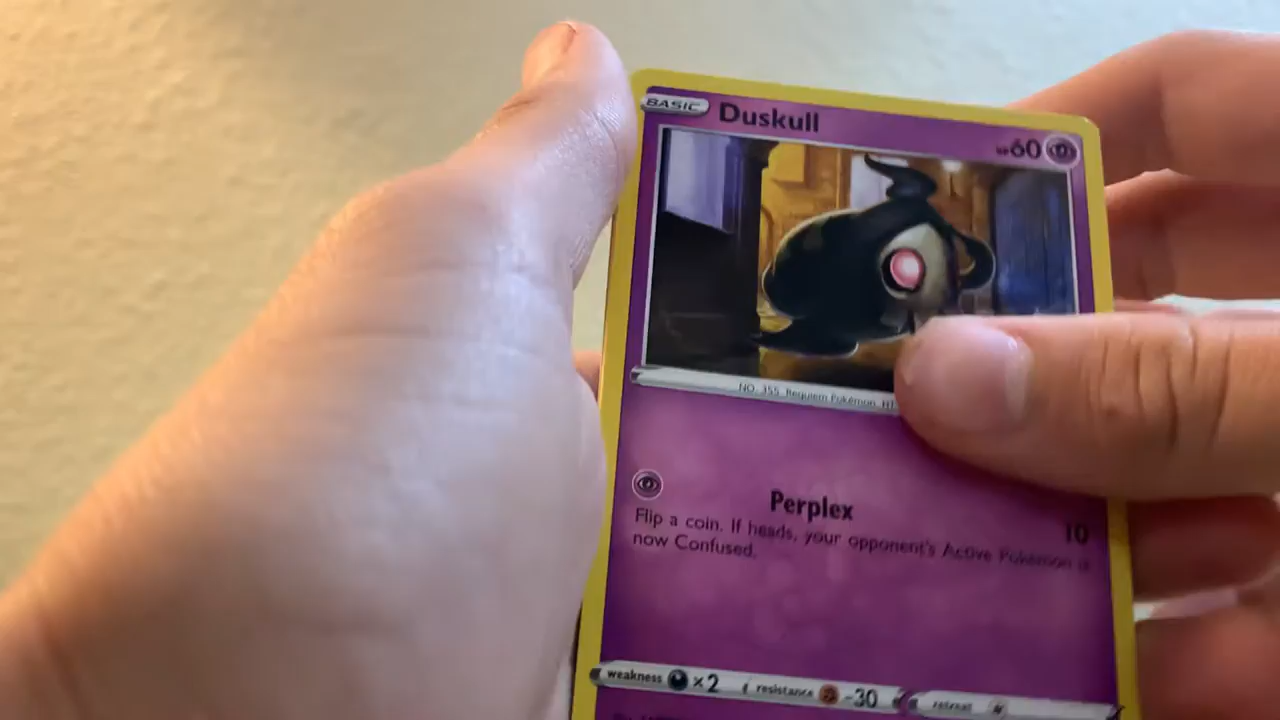 BASIC Duskull HP60
NO. 355 Requiem Pokémon HT
Perplex 10
Flip a coin. If heads, your opponent's Active Pokémon is
now Confused.
weakness ×2 resistance -30 retreat